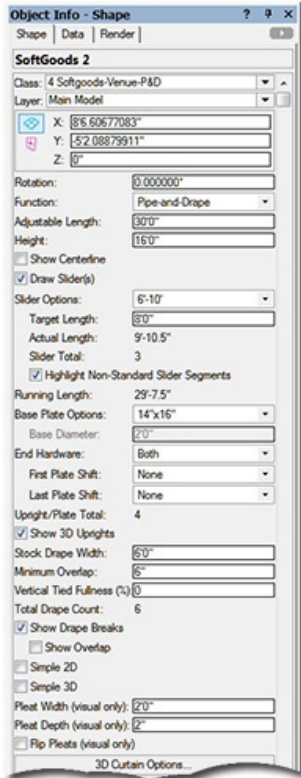 Object Info - Shape ? X
Shape Data Render
SoftGoods 2
Class: 4 Softgoods-Venue-P&D
Layer: Main Model
X: 8'6.60677083"
Y: -5'2.08879911"
Z: 0"
Rotation: 0.000000°
Function: Pipe-and-Drape
Adjustable Length: 30'0"
Height: 16'0"
Show Centerline
Draw Slider(s)
Slider Options: 6'-10'
Target Length: 8'0"
Actual Length: 9'-10.5"
Slider Total: 3
Highlight Non-Standard Slider Segments
Running Length: 29'-7.5"
Base Plate Options: 14"x16"
Base Diameter: 2'0"
End Hardware: Both
First Plate Shift: None
Last Plate Shift: None
Upright/Plate Total: 4
Show 3D Uprights
Stock Drape Width: 6'0"
Minimum Overlap: 6"
Vertical Tied Fullness (%): 0
Total Drape Count: 6
Show Drape Breaks
Show Overlap
Simple 2D
Simple 3D
Pleat Width (visual only): 2'0"
Pleat Depth (visual only): 2"
Flip Pleats (visual only)
3D Curtain Options...